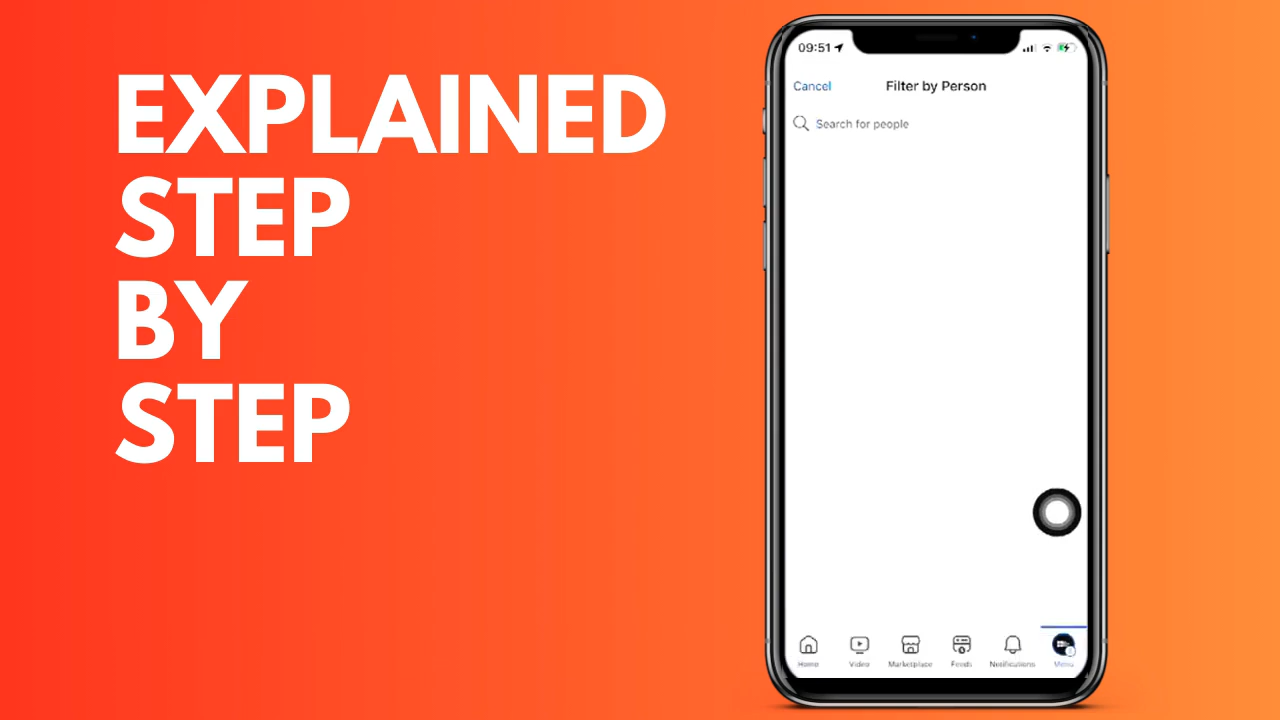 EXPLAINED
STEP
BY
STEP
09:51
Cancel Filter by Person
Search for people
Home Video Marketplace Feeds Notifications Menu